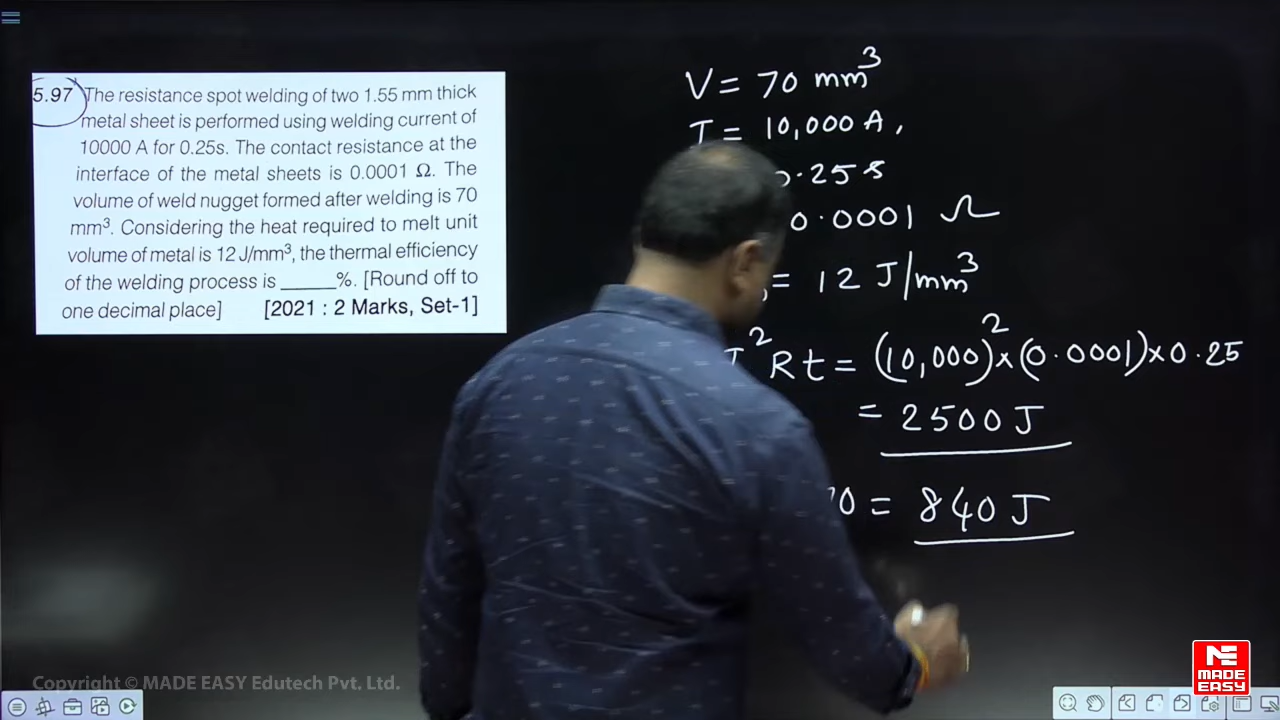 5.97 The resistance spot welding of two 1.55 mm thick
metal sheet is performed using welding current of
10000 A for 0.25s. The contact resistance at the
interface of the metal sheets is 0.0001 Ω. The
volume of weld nugget formed after welding is 70
mm³. Considering the heat required to melt unit
volume of metal is 12 J/mm³, the thermal efficiency
of the welding process is _____%. [Round off to
one decimal place] [2021 : 2 Marks, Set-1]
V = 70 mm³
I = 10,000 A,
0.25 s
0.0001 Ω
= 12 J/mm³
I²Rt = (10,000)² × (0.0001) × 0.25
= 2500 J
70 = 840 J
Copyright © MADE EASY Edutech Pvt. Ltd.
MADE
EASY